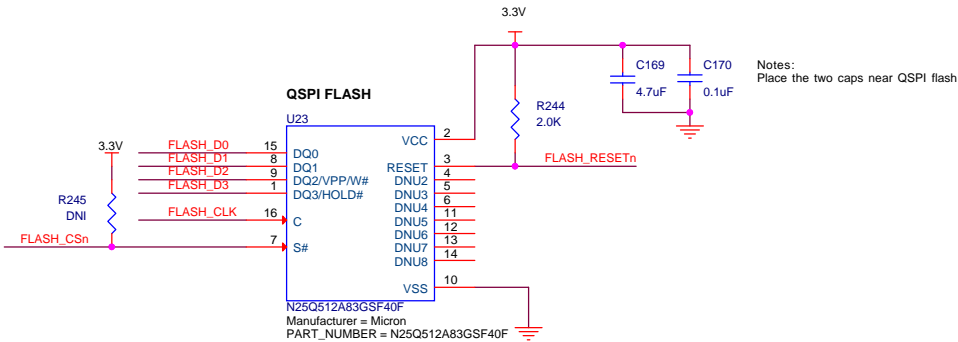 3.3V
C169
4.7uF
C170
0.1uF
Notes:
Place the two caps near QSPI flash
QSPI FLASH
R244
2.0K
U23
VCC 2
3.3V
FLASH_D0 15 DQ0
FLASH_D1 8 DQ1
FLASH_D2 9 DQ2/VPP/W#
FLASH_D3 1 DQ3/HOLD#
RESET 3 FLASH_RESETn
DNU2 4
DNU3 5
DNU4 6
DNU5 11
DNU6 12
DNU7 13
DNU8 14
R245
DNI
FLASH_CLK 16 C
FLASH_CSn 7 S#
VSS 10
N25Q512A83GSF40F
Manufacturer = Micron
PART_NUMBER = N25Q512A83GSF40F